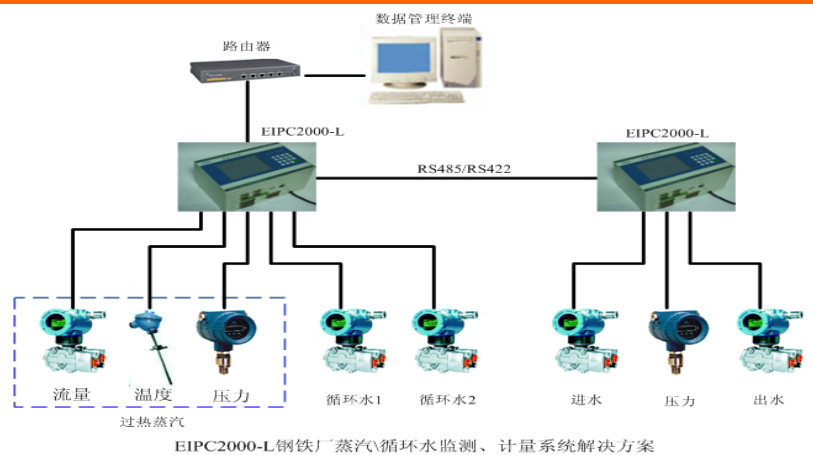 数据管理终端
路由器
EIPC2000-L
EIPC2000-L
RS485/RS422
流量
温度
压力
循环水1
循环水2
进水
压力
出水
过热蒸汽
EIPC2000-L钢铁厂蒸汽\循环水监测、计量系统解决方案